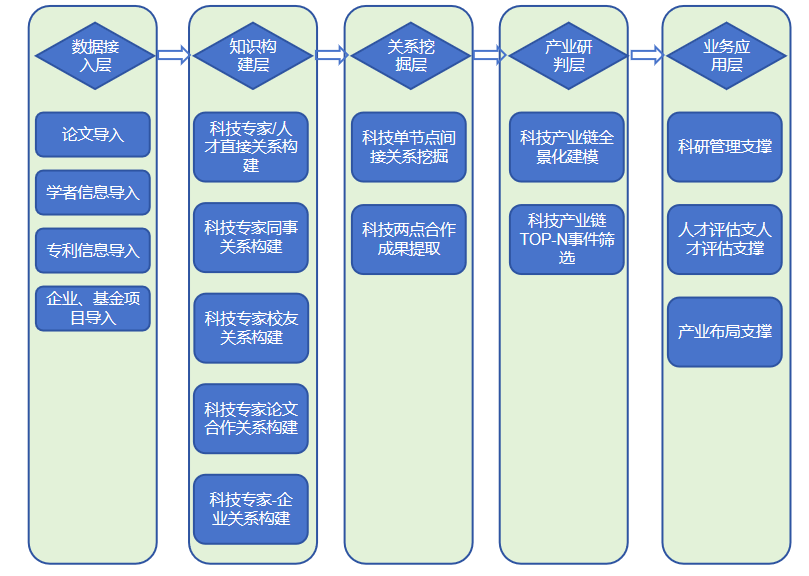 数据接
入层
论文导入
学者信息导入
专利信息导入
企业、基金项
目导入
知识构
建层
科技专家/人
才直接关系构
建
科技专家同事
关系构建
科技专家校友
关系构建
科技专家论文
合作关系构建
科技专家-企
业关系构建
关系挖
掘层
科技单节点间
接关系挖掘
科技两点合作
成果提取
产业研
判层
科技产业链全
景化建模
科技产业链
TOP-N事件筛
选
业务应
用层
科研管理支撑
人才评估支人
才评估支撑
产业布局支撑